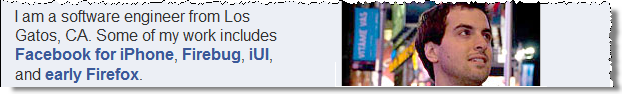 I am a software engineer from Los
Gatos, CA. Some of my work includes
Facebook for iPhone, Firebug, iUI,
and early Firefox.